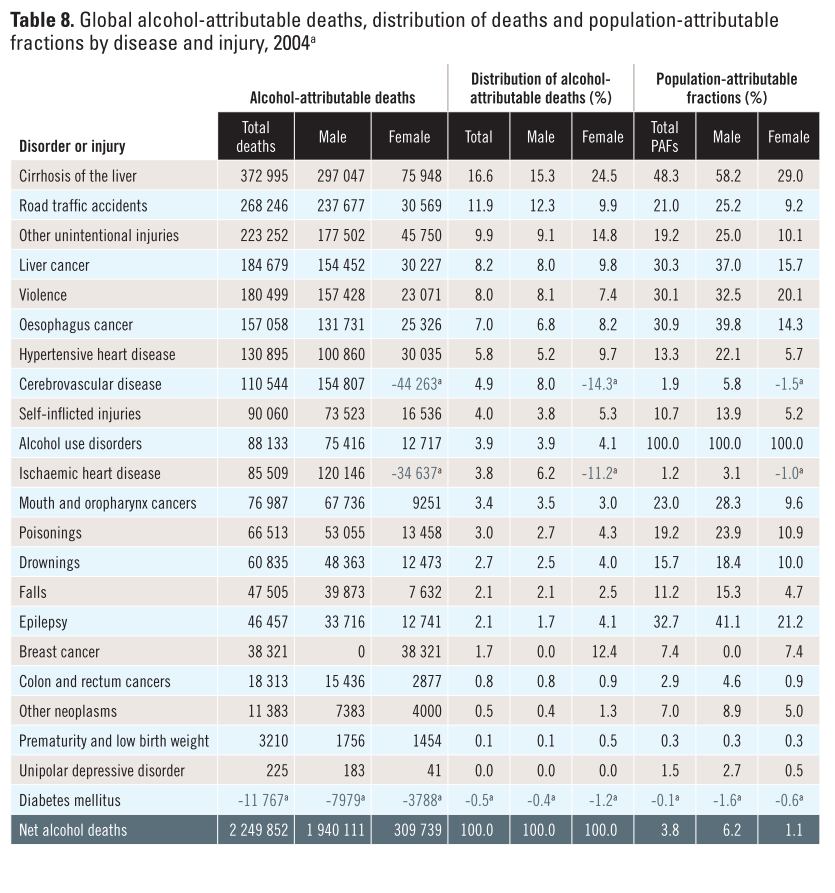 Table 8. Global alcohol-attributable deaths, distribution of deaths and population-attributable
fractions by disease and injury, 2004ª
Alcohol-attributable deaths
Distribution of alcohol-
attributable deaths (%)
Population-attributable
fractions (%)
Disorder or injury Total deaths Male Female Total Male Female Total PAFs Male Female
Cirrhosis of the liver 372 995 297 047 75 948 16.6 15.3 24.5 48.3 58.2 29.0
Road traffic accidents 268 246 237 677 30 569 11.9 12.3 9.9 21.0 25.2 9.2
Other unintentional injuries 223 252 177 502 45 750 9.9 9.1 14.8 19.2 25.0 10.1
Liver cancer 184 679 154 452 30 227 8.2 8.0 9.8 30.3 37.0 15.7
Violence 180 499 157 428 23 071 8.0 8.1 7.4 30.1 32.5 20.1
Oesophagus cancer 157 058 131 731 25 326 7.0 6.8 8.2 30.9 39.8 14.3
Hypertensive heart disease 130 895 100 860 30 035 5.8 5.2 9.7 13.3 22.1 5.7
Cerebrovascular disease 110 544 154 807 -44 263ª 4.9 8.0 -14.3ª 1.9 5.8 -1.5ª
Self-inflicted injuries 90 060 73 523 16 536 4.0 3.8 5.3 10.7 13.9 5.2
Alcohol use disorders 88 133 75 416 12 717 3.9 3.9 4.1 100.0 100.0 100.0
Ischaemic heart disease 85 509 120 146 -34 637ª 3.8 6.2 -11.2ª 1.2 3.1 -1.0ª
Mouth and oropharynx cancers 76 987 67 736 9251 3.4 3.5 3.0 23.0 28.3 9.6
Poisonings 66 513 53 055 13 458 3.0 2.7 4.3 19.2 23.9 10.9
Drownings 60 835 48 363 12 473 2.7 2.5 4.0 15.7 18.4 10.0
Falls 47 505 39 873 7 632 2.1 2.1 2.5 11.2 15.3 4.7
Epilepsy 46 457 33 716 12 741 2.1 1.7 4.1 32.7 41.1 21.2
Breast cancer 38 321 0 38 321 1.7 0.0 12.4 7.4 0.0 7.4
Colon and rectum cancers 18 313 15 436 2877 0.8 0.8 0.9 2.9 4.6 0.9
Other neoplasms 11 383 7383 4000 0.5 0.4 1.3 7.0 8.9 5.0
Prematurity and low birth weight 3210 1756 1454 0.1 0.1 0.5 0.3 0.3 0.3
Unipolar depressive disorder 225 183 41 0.0 0.0 0.0 1.5 2.7 0.5
Diabetes mellitus -11 767ª -7979ª -3788ª -0.5ª -0.4ª -1.2ª -0.1ª -1.6ª -0.6ª
Net alcohol deaths 2 249 852 1 940 111 309 739 100.0 100.0 100.0 3.8 6.2 1.1